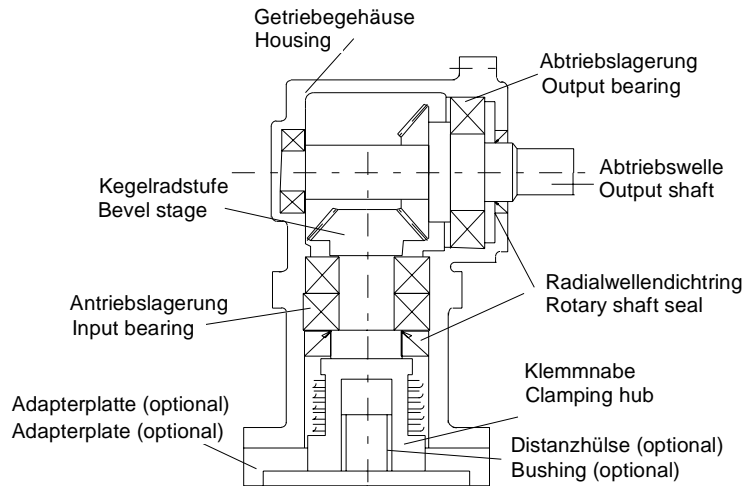 Getriebegehäuse
Housing
Abtriebslagerung
Output bearing
Kegelradstufe
Bevel stage
Abtriebswelle
Output shaft
Antriebslagerung
Input bearing
Radialwellendichtring
Rotary shaft seal
Klemmnabe
Clamping hub
Adapterplatte (optional)
Adapterplate (optional)
Distanzhülse (optional)
Bushing (optional)